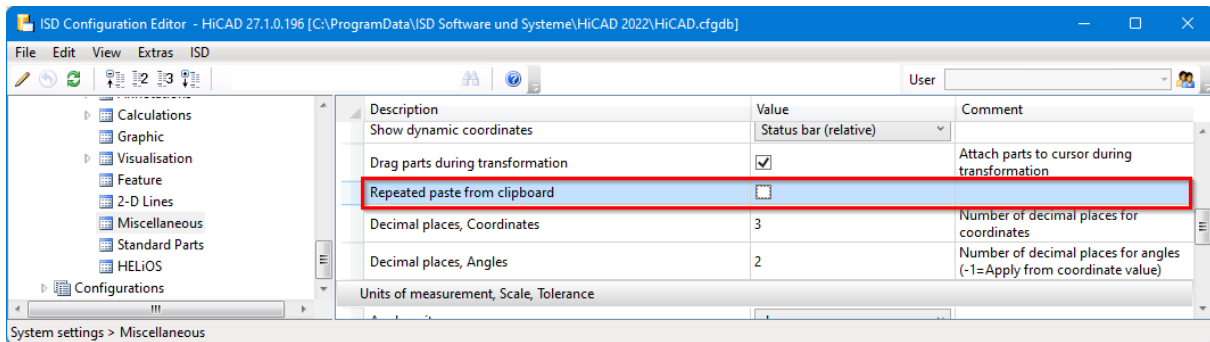 ISD Configuration Editor - HiCAD 27.1.0.196 [C:\ProgramData\ISD Software und Systeme\HiCAD 2022\HiCAD.cfgdb]
File Edit View Extras ISD
User
Calculations
Graphic
Visualisation
Feature
2-D Lines
Miscellaneous
Standard Parts
HELiOS
Configurations
Description Value Comment
Show dynamic coordinates Status bar (relative)
Drag parts during transformation Attach parts to cursor during
transformation
Repeated paste from clipboard
Decimal places, Coordinates 3 Number of decimal places for
coordinates
Decimal places, Angles 2 Number of decimal places for angles
(-1=Apply from coordinate value)
Units of measurement, Scale, Tolerance
System settings > Miscellaneous